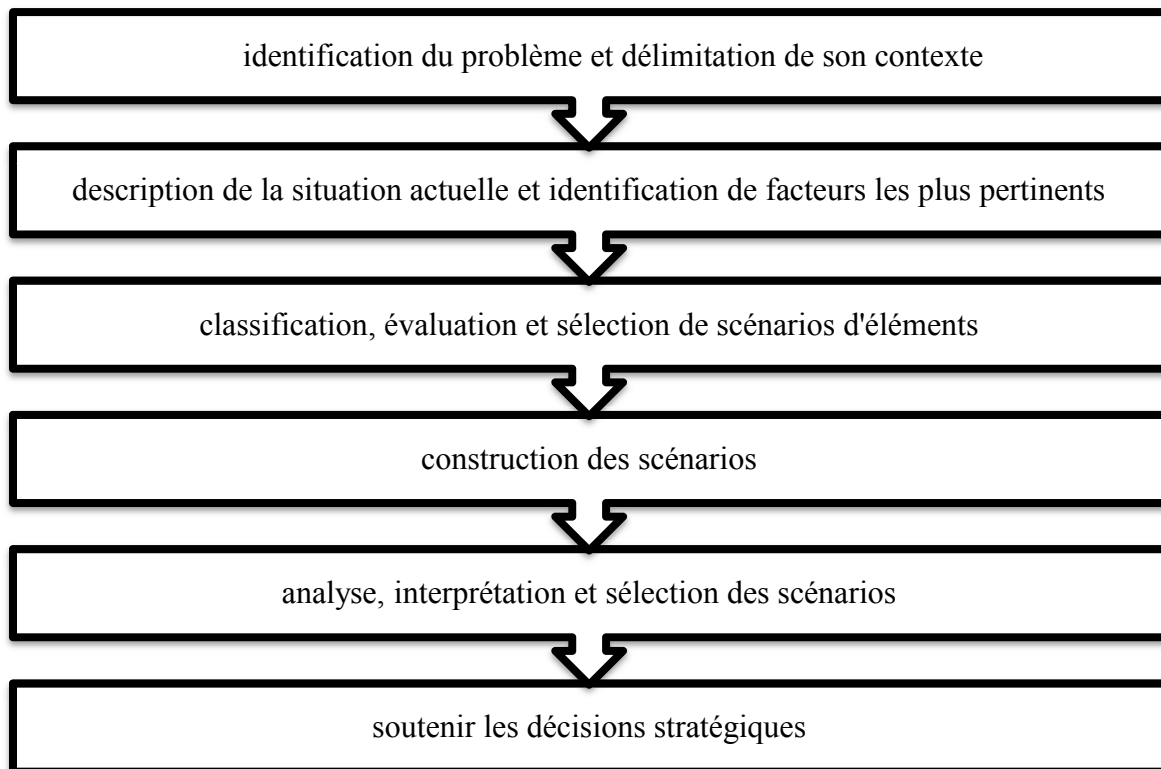 identification du problème et délimitation de son contexte
description de la situation actuelle et identification de facteurs les plus pertinents
classification, évaluation et sélection de scénarios d'éléments
construction des scénarios
analyse, interprétation et sélection des scénarios
soutenir les décisions stratégiques